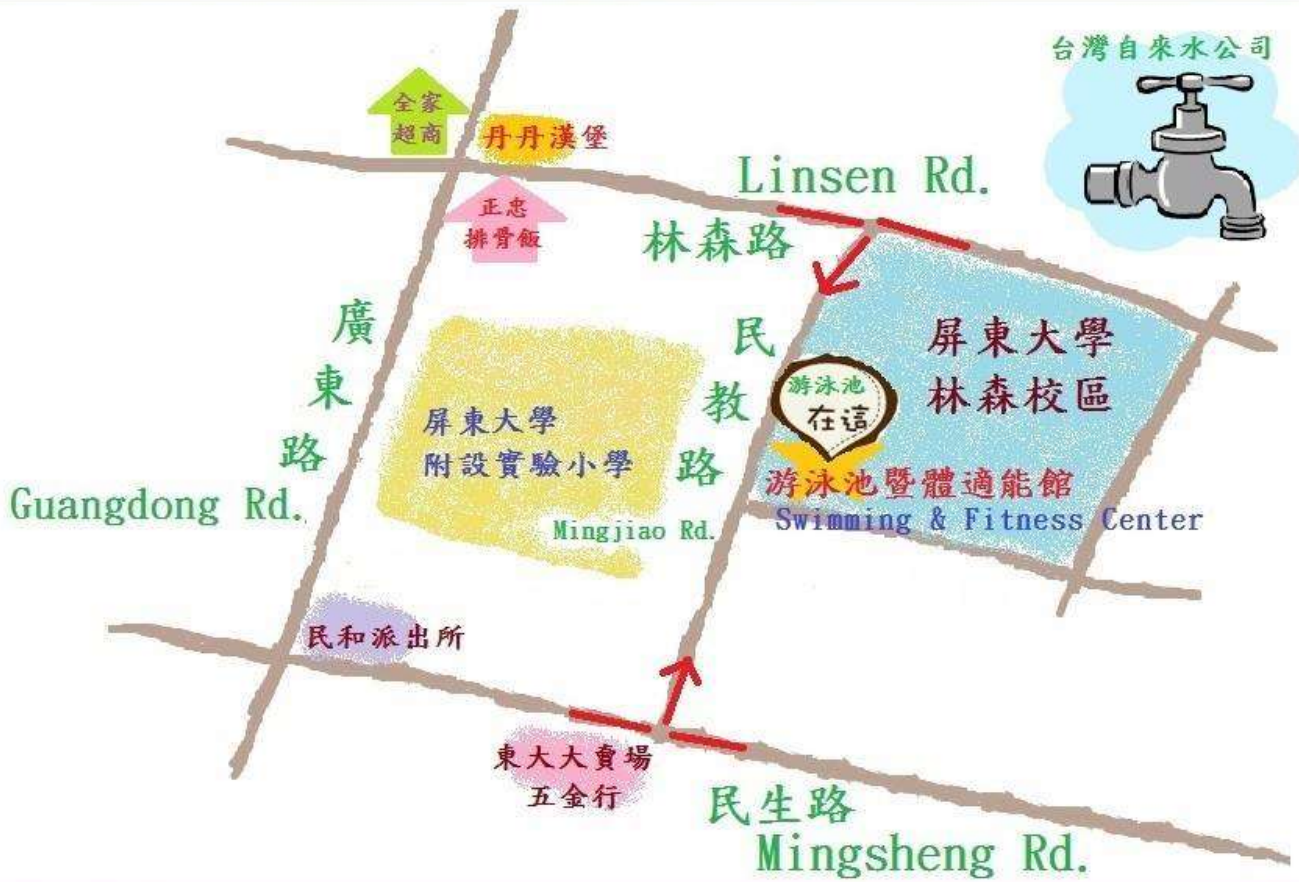 台灣自來水公司
全家
超商
丹丹漢堡
Linsen Rd.
正忠
排骨飯
林森路
廣東路
民教路
屏東大學
林森校區
游泳池
在這
屏東大學
附設實驗小學
游泳池暨體適能館
Swimming & Fitness Center
Guangdong Rd.
Mingjiao Rd.
民和派出所
東大大賣場
五金行
民生路
Mingsheng Rd.